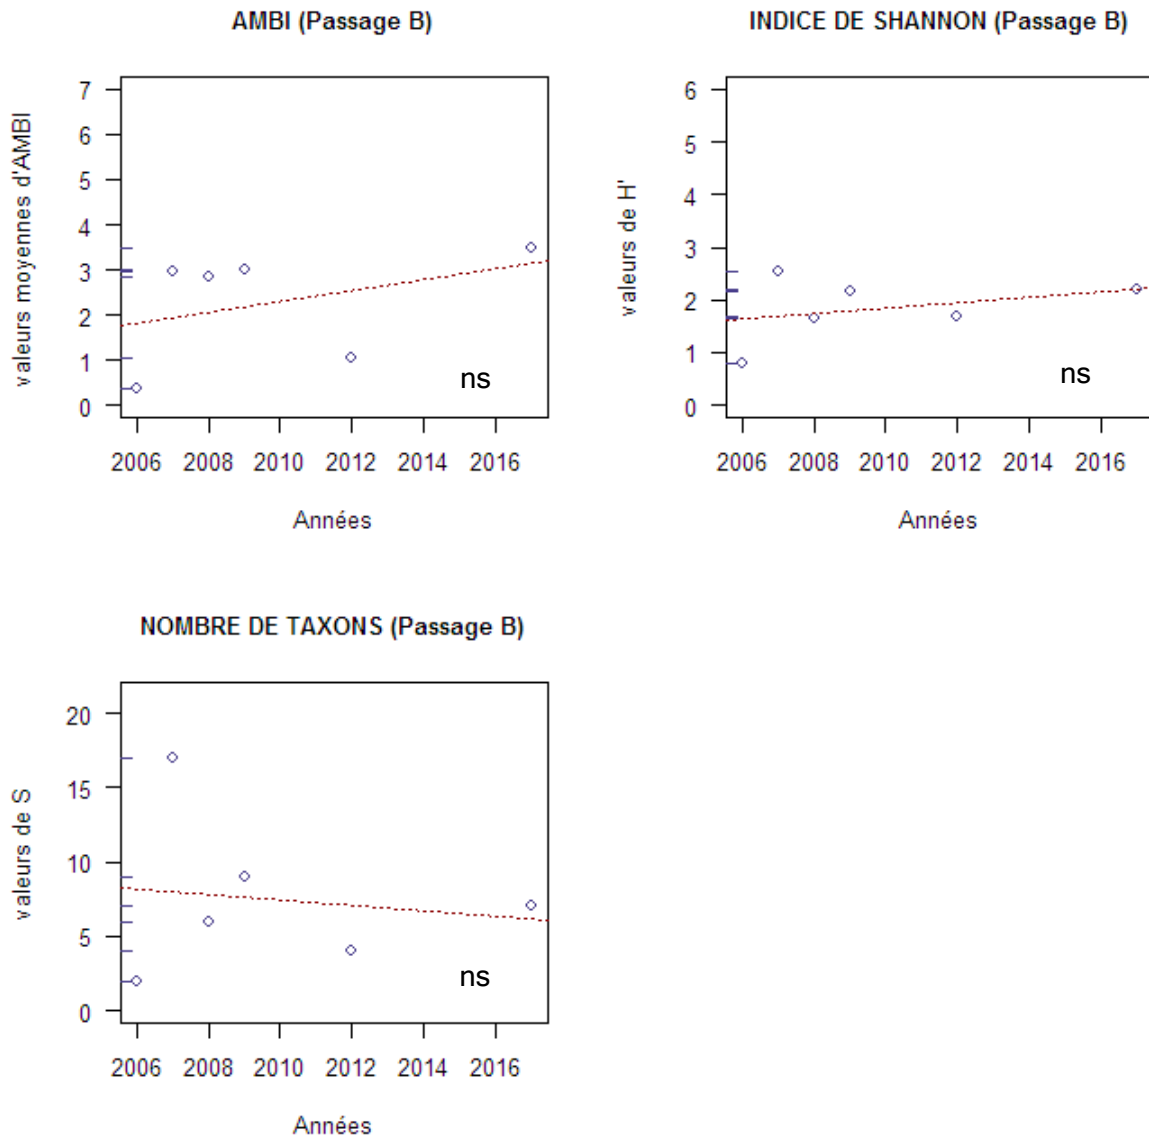 AMBI (Passage B)
valeurs moyennes d'AMBI
7
6
5
4
3
2
1
0
ns
2006 2008 2010 2012 2014 2016
Années
INDICE DE SHANNON (Passage B)
valeurs de H'
6
5
4
3
2
1
0
ns
2006 2008 2010 2012 2014 2016
Années
NOMBRE DE TAXONS (Passage B)
valeurs de S
20
15
10
5
0
ns
2006 2008 2010 2012 2014 2016
Années